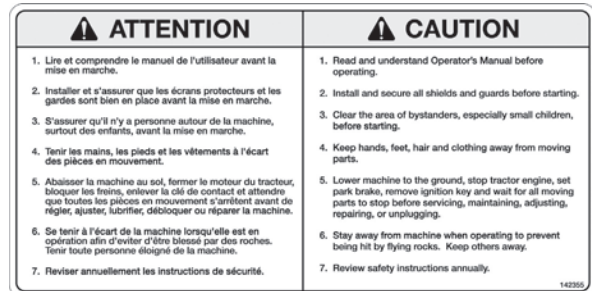 ATTENTION
1. Lire et comprendre le manuel de l'utilisateur avant la
mise en marche.
2. Installer et s'assurer que les écrans protecteurs et les
gardes sont bien en place avant la mise en marche.
3. S'assurer qu'il n'y a personne autour de la machine,
surtout des enfants, avant la mise en marche.
4. Tenir les mains, les pieds et les vêtements à l'écart
des pièces en mouvement.
5. Abaisser la machine au sol, fermer le moteur du tracteur,
bloquer les freins, enlever la clé de contact et attendre
que toutes les pièces en mouvement s'arrêtent avant de
régler, ajuster, lubrifier, débloquer ou réparer la machine.
6. Se tenir à l'écart de la machine lorsqu'elle est en
opération afin d'eviter d'être blessé par des roches.
Tenir toute personne éloigné de la machine.
7. Reviser annuellement les instructions de sécurité.
CAUTION
1. Read and understand Operator's Manual before
operating.
2. Install and secure all shields and guards before starting.
3. Clear the area of bystanders, especially small children,
before starting.
4. Keep hands, feet, hair and clothing away from moving
parts.
5. Lower machine to the ground, stop tractor engine, set
park brake, remove ignition key and wait for all moving
parts to stop before servicing, maintaining, adjusting,
repairing, or unplugging.
6. Stay away from machine when operating to prevent
being hit by flying rocks. Keep others away.
7. Review safety instructions annually.
142355